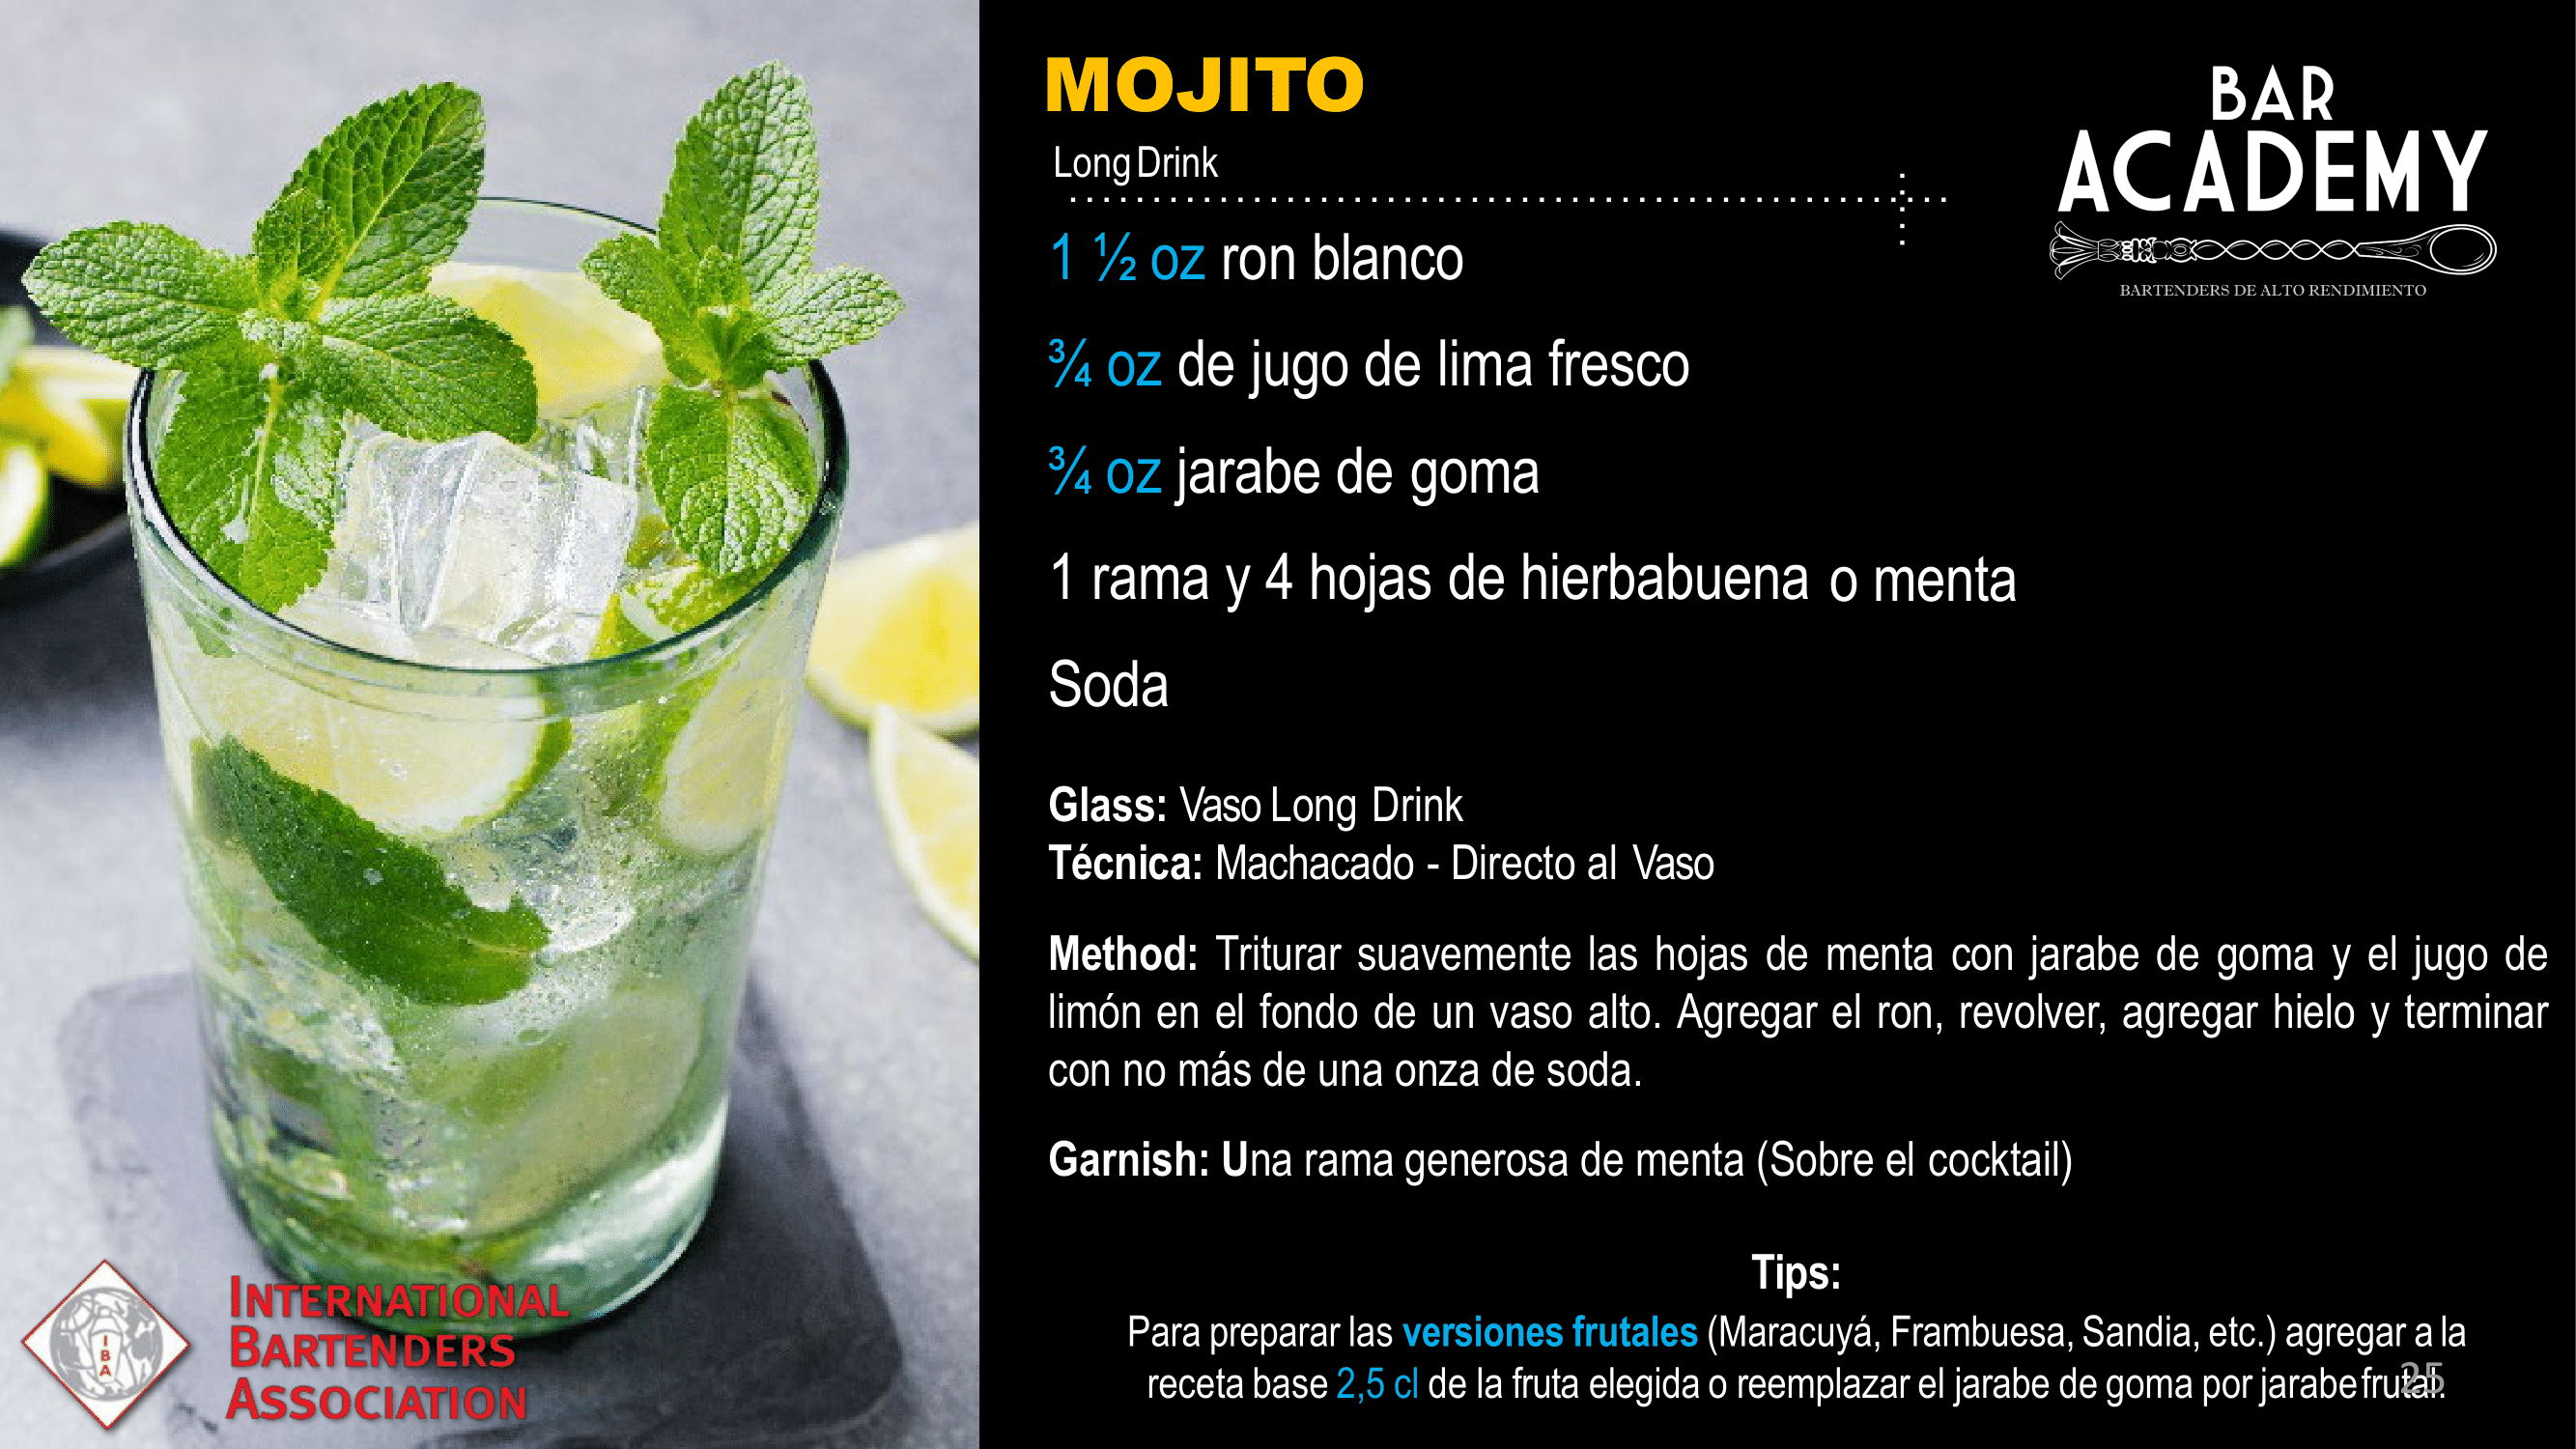 MOJITO
Long Drink
BAR
ACADEMY
BARTENDERS DE ALTO RENDIMIENTO
1 ½ oz ron blanco
¾ oz de jugo de lima fresco
¾ oz jarabe de goma
1 rama y 4 hojas de hierbabuena o menta
Soda
Glass: Vaso Long Drink
Técnica: Machacado - Directo al Vaso
Method: Triturar suavemente las hojas de menta con jarabe de goma y el jugo de
limón en el fondo de un vaso alto. Agregar el ron, revolver, agregar hielo y terminar
con no más de una onza de soda.
Garnish: Una rama generosa de menta (Sobre el cocktail)
Tips:
Para preparar las versiones frutales (Maracuyá, Frambuesa, Sandia, etc.) agregar a la
receta base 2,5 cl de la fruta elegida o reemplazar el jarabe de goma por jarabe frutal.
25
IBA
INTERNATIONAL
BARTENDERS
ASSOCIATION